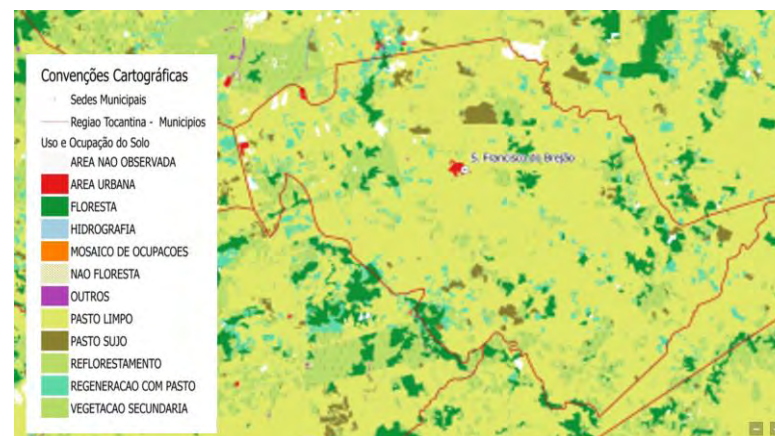 Convenções Cartográficas
Sedes Municipais
Regiao Tocantina - Municipios
Uso e Ocupação do Solo
AREA NAO OBSERVADA
AREA URBANA
FLORESTA
HIDROGRAFIA
MOSAICO DE OCUPACOES
NAO FLORESTA
OUTROS
PASTO LIMPO
PASTO SUJO
REFLORESTAMENTO
REGENERACAO COM PASTO
VEGETACAO SECUNDARIA
S. Francisco do Brejão